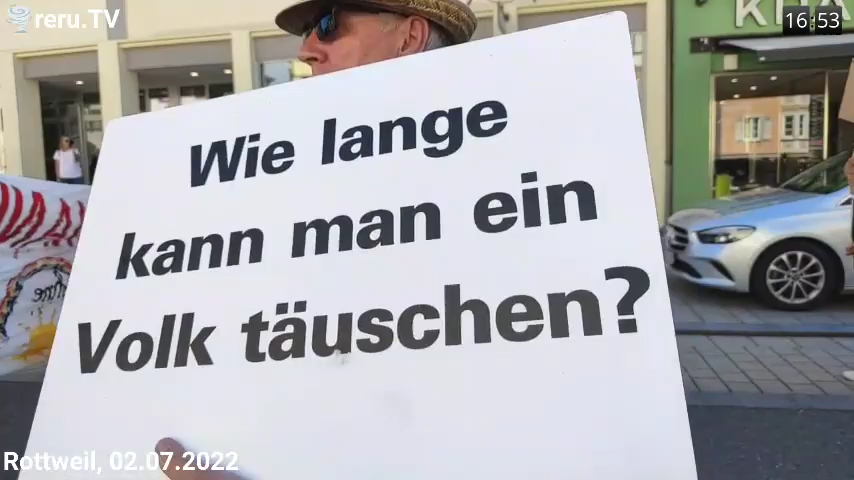 reru.TV
16:53
Wie lange
kann man ein
Volk täuschen?
Rottweil, 02.07.2022